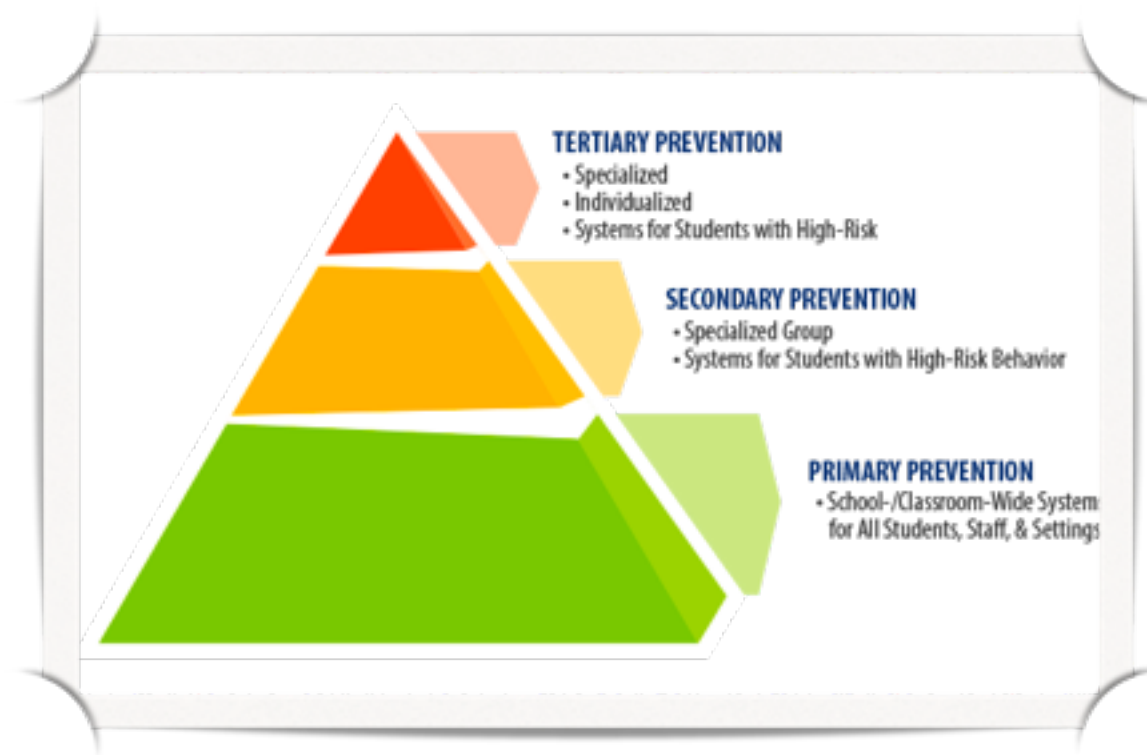 TERTIARY PREVENTION
• Specialized
• Individualized
• Systems for Students with High-Risk
SECONDARY PREVENTION
• Specialized Group
• Systems for Students with High-Risk Behavior
PRIMARY PREVENTION
• School-/Classroom-Wide System
for All Students, Staff, & Settings